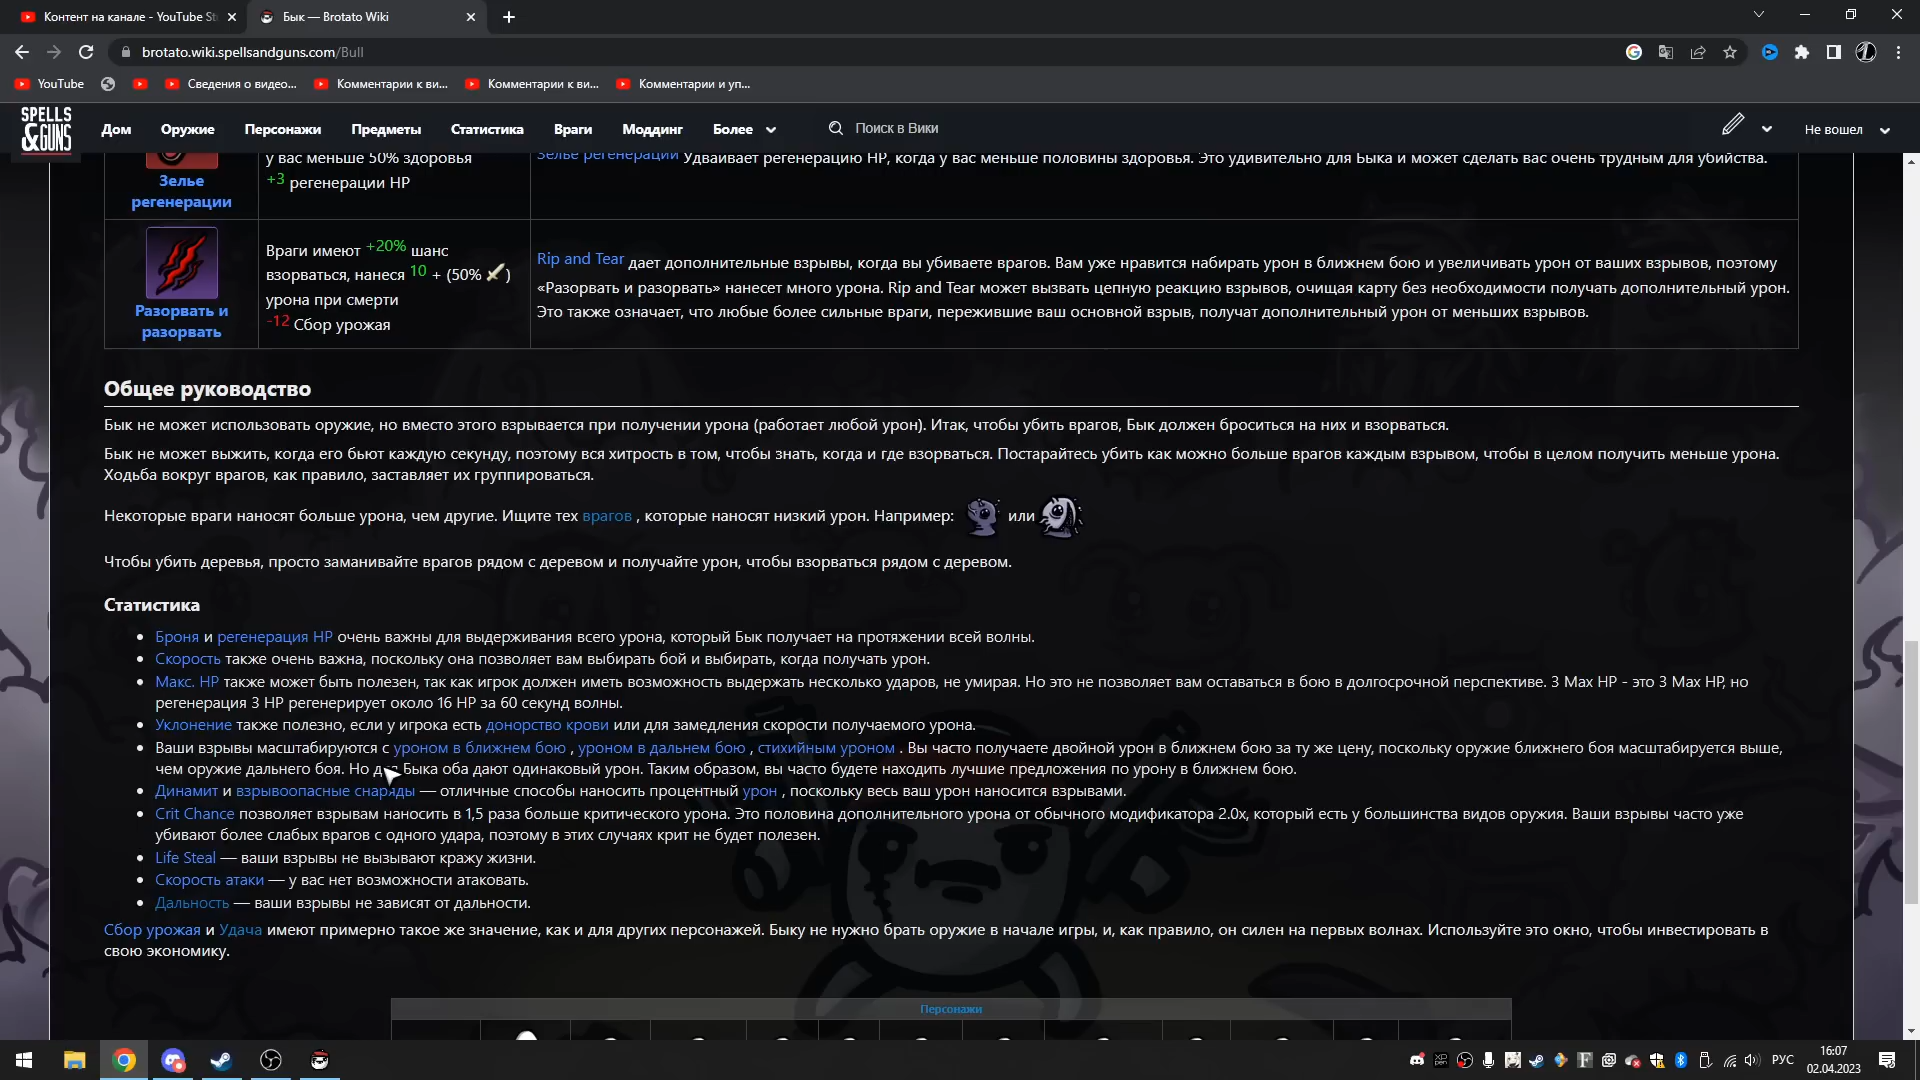 Контент на канале - YouTube St
Бык — Brotato Wiki
brotato.wiki.spellsandguns.com/Bull
YouTube
Сведения о видео...
Комментарии к ви...
Комментарии к ви...
Комментарии и уп...
SPELLS
&GUNS
Дом
Оружие
Персонажи
Предметы
Статистика
Враги
Моддинг
Более
Поиск в Вики
Не вошел
у вас меньше 50% здоровья
+3 регенерации HP
Зелье
регенерации
Зелье регенерации Удваивает регенерацию HP, когда у вас меньше половины здоровья. Это удивительно для Быка и может сделать вас очень трудным для убийства.
Разорвать и
разорвать
Враги имеют +20% шанс
взорваться, нанеся 10 + (50% )
урона при смерти
-12 Сбор урожая
Rip and Tear дает дополнительные взрывы, когда вы убиваете врагов. Вам уже нравится набирать урон в ближнем бою и увеличивать урон от ваших взрывов, поэтому
«Разорвать и разорвать» нанесет много урона. Rip and Tear может вызвать цепную реакцию взрывов, очищая карту без необходимости получать дополнительный урон.
Это также означает, что любые более сильные враги, пережившие ваш основной взрыв, получат дополнительный урон от меньших взрывов.
Общее руководство
Бык не может использовать оружие, но вместо этого взрывается при получении урона (работает любой урон). Итак, чтобы убить врагов, Бык должен броситься на них и взорваться.
Бык не может выжить, когда его бьют каждую секунду, поэтому вся хитрость в том, чтобы знать, когда и где взорваться. Постарайтесь убить как можно больше врагов каждым взрывом, чтобы в целом получить меньше урона.
Ходьба вокруг врагов, как правило, заставляет их группироваться.
Некоторые враги наносят больше урона, чем другие. Ищите тех врагов , которые наносят низкий урон. Например: или
Чтобы убить деревья, просто заманивайте врагов рядом с деревом и получайте урон, чтобы взорваться рядом с деревом.
Статистика
Броня и регенерация HP очень важны для выдерживания всего урона, который Бык получает на протяжении всей волны.
Скорость также очень важна, поскольку она позволяет вам выбирать бой и выбирать, когда получать урон.
Макс. HP также может быть полезен, так как игрок должен иметь возможность выдержать несколько ударов, не умирая. Но это не позволяет вам оставаться в бою в долгосрочной перспективе. 3 Max HP - это 3 Max HP, но
регенерация 3 HP регенерирует около 16 HP за 60 секунд волны.
Уклонение также полезно, если у игрока есть донорство крови или для замедления скорости получаемого урона.
Ваши взрывы масштабируются с уроном в ближнем бою , уроном в дальнем бою , стихийным уроном . Вы часто получаете двойной урон в ближнем бою за ту же цену, поскольку оружие ближнего боя масштабируется выше,
чем оружие дальнего боя. Но для Быка оба дают одинаковый урон. Таким образом, вы часто будете находить лучшие предложения по урону в ближнем бою.
Динамит и взрывоопасные снаряды — отличные способы наносить процентный урон , поскольку весь ваш урон наносится взрывами.
Crit Chance позволяет взрывам наносить в 1,5 раза больше критического урона. Это половина дополнительного урона от обычного модификатора 2.0x, который есть у большинства видов оружия. Ваши взрывы часто уже
убивают более слабых врагов с одного удара, поэтому в этих случаях крит не будет полезен.
Life Steal — ваши взрывы не вызывают кражу жизни.
Скорость атаки — у вас нет возможности атаковать.
Дальность — ваши взрывы не зависят от дальности.
Сбор урожая и Удача имеют примерно такое же значение, как и для других персонажей. Быку не нужно брать оружие в начале игры, и, как правило, он силен на первых волнах. Используйте это окно, чтобы инвестировать в
свою экономику.
Персонажи
РУС
16:07
02.04.2023